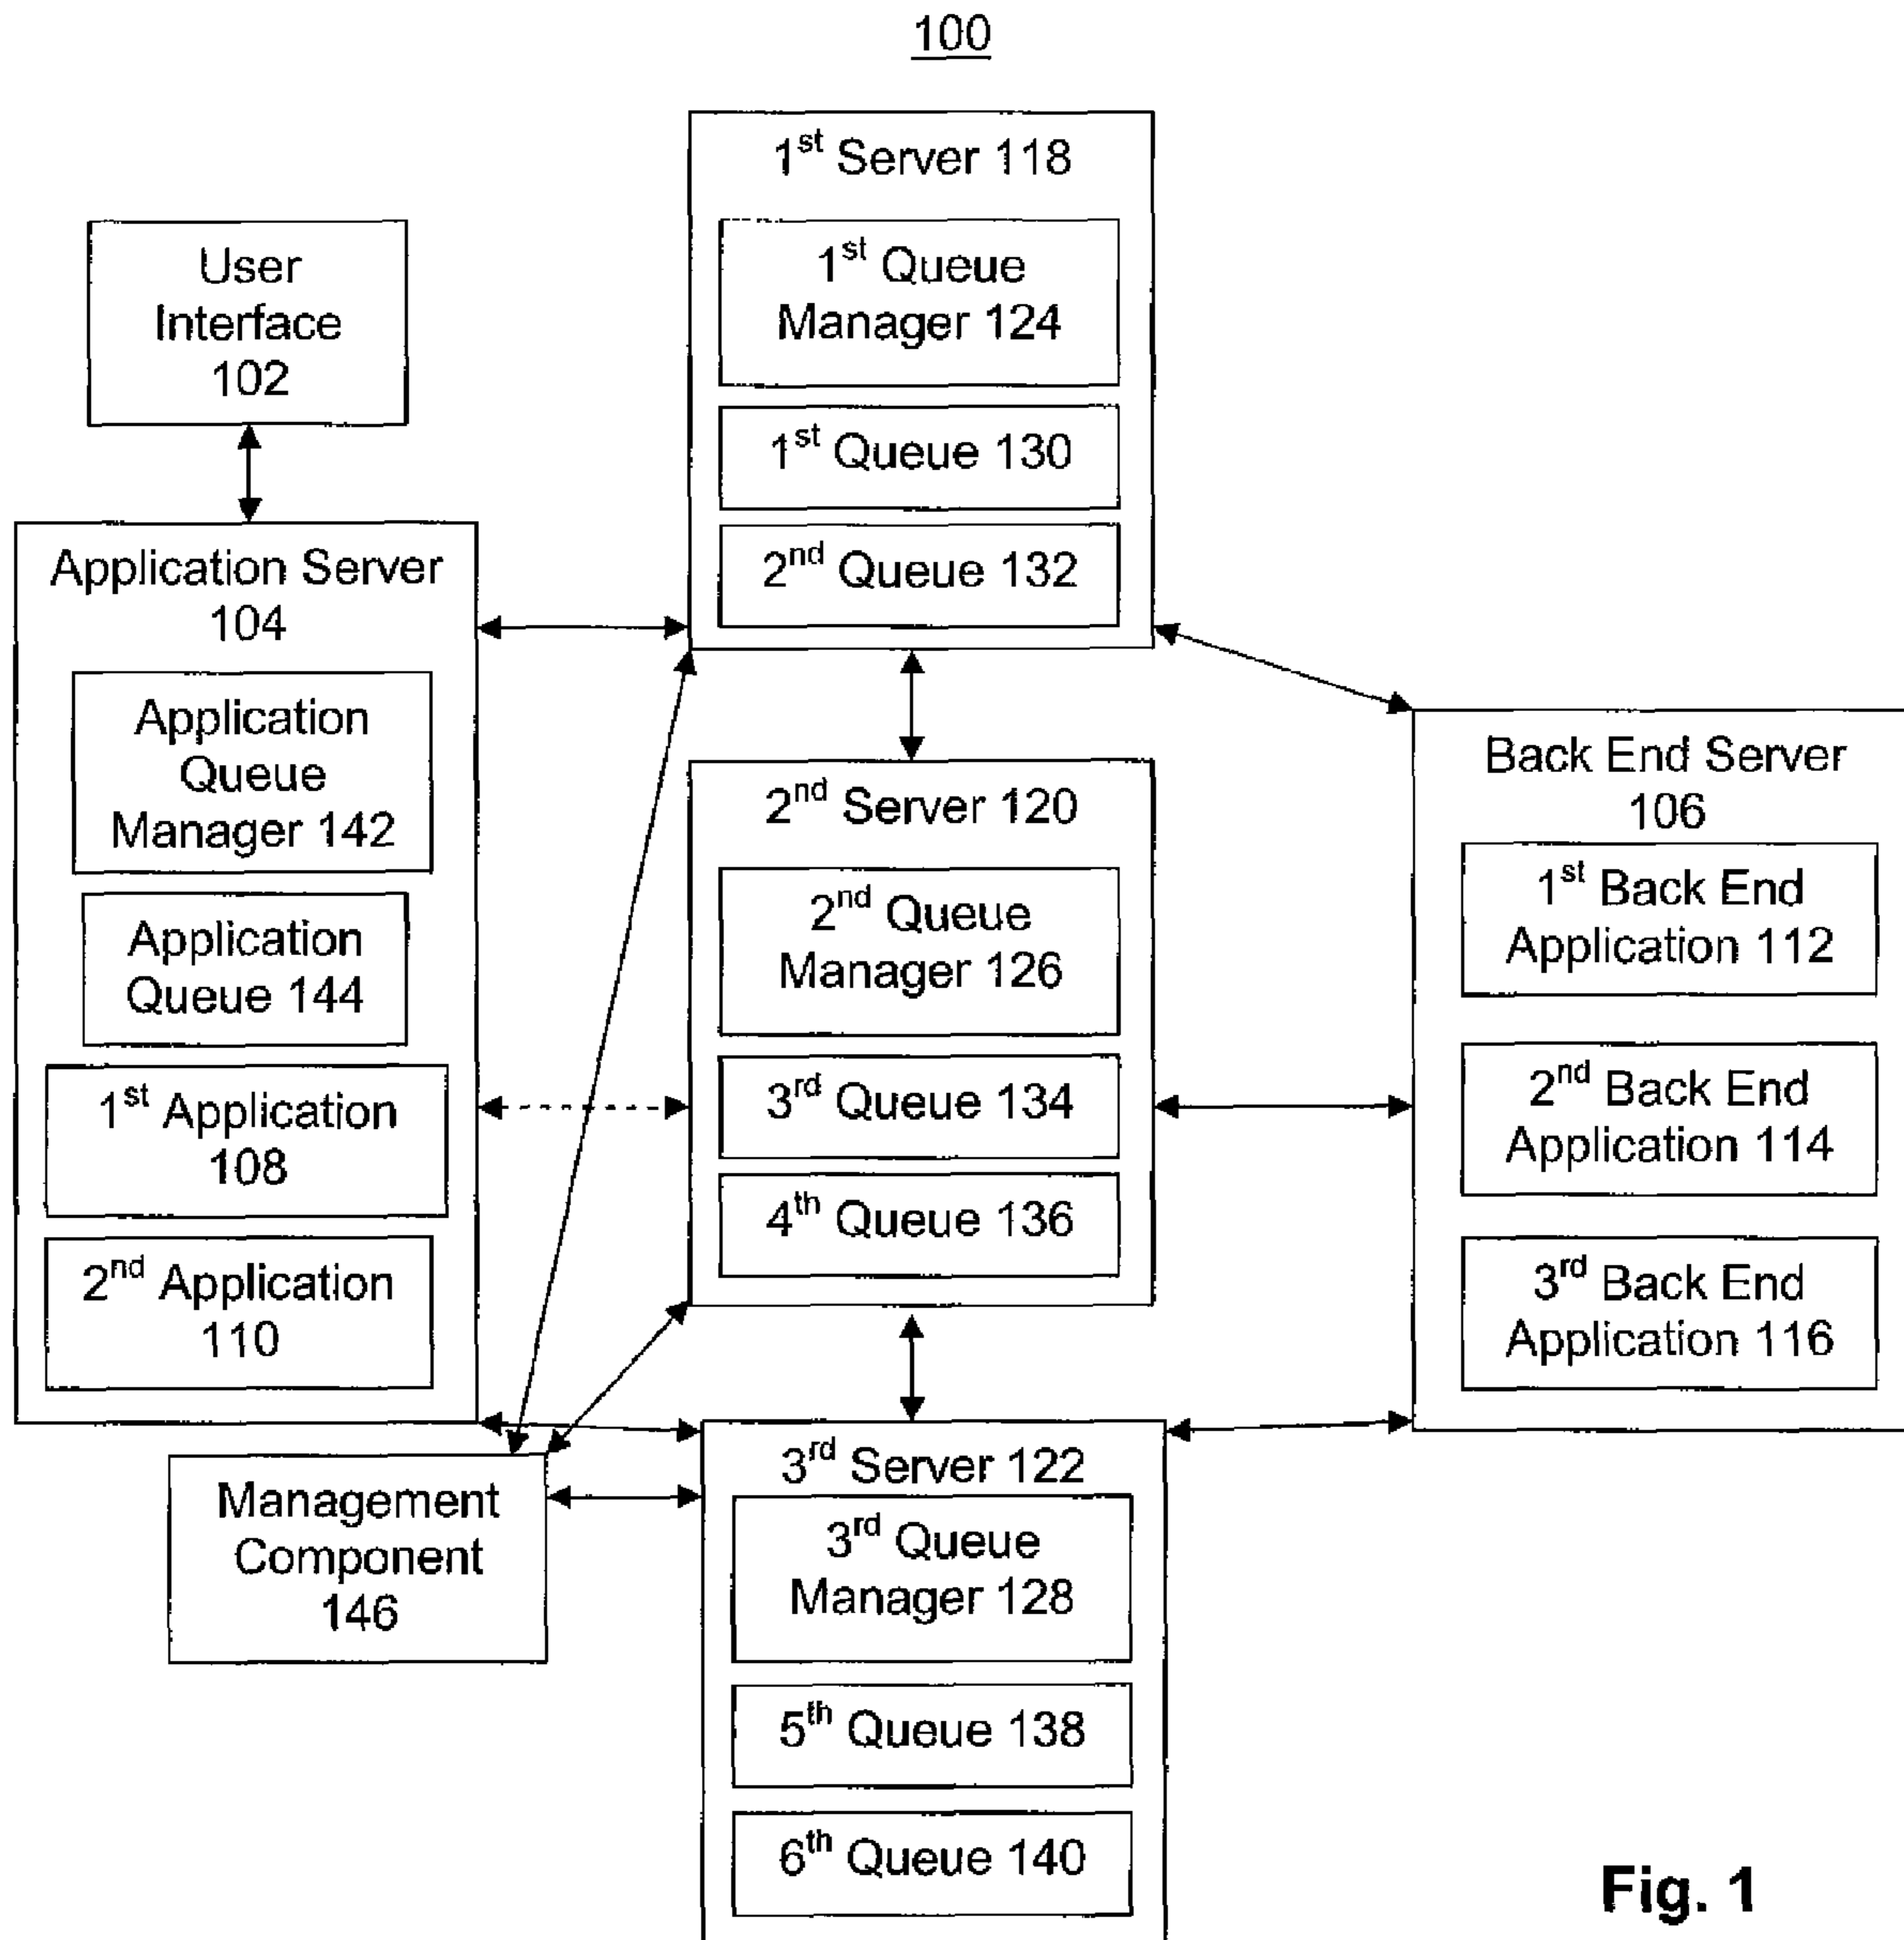 100
1st Server 118
1st Queue
Manager 124
1st Queue 130
2nd Queue 132
User
Interface
102
Application Server
104
Application
Queue
Manager 142
Application
Queue 144
1st Application
108
2nd Application
110
2nd Server 120
2nd Queue
Manager 126
3rd Queue 134
4th Queue 136
Back End Server
106
1st Back End
Application 112
2nd Back End
Application 114
3rd Back End
Application 116
Management
Component
146
3rd Server 122
3rd Queue
Manager 128
5th Queue 138
6th Queue 140
Fig. 1